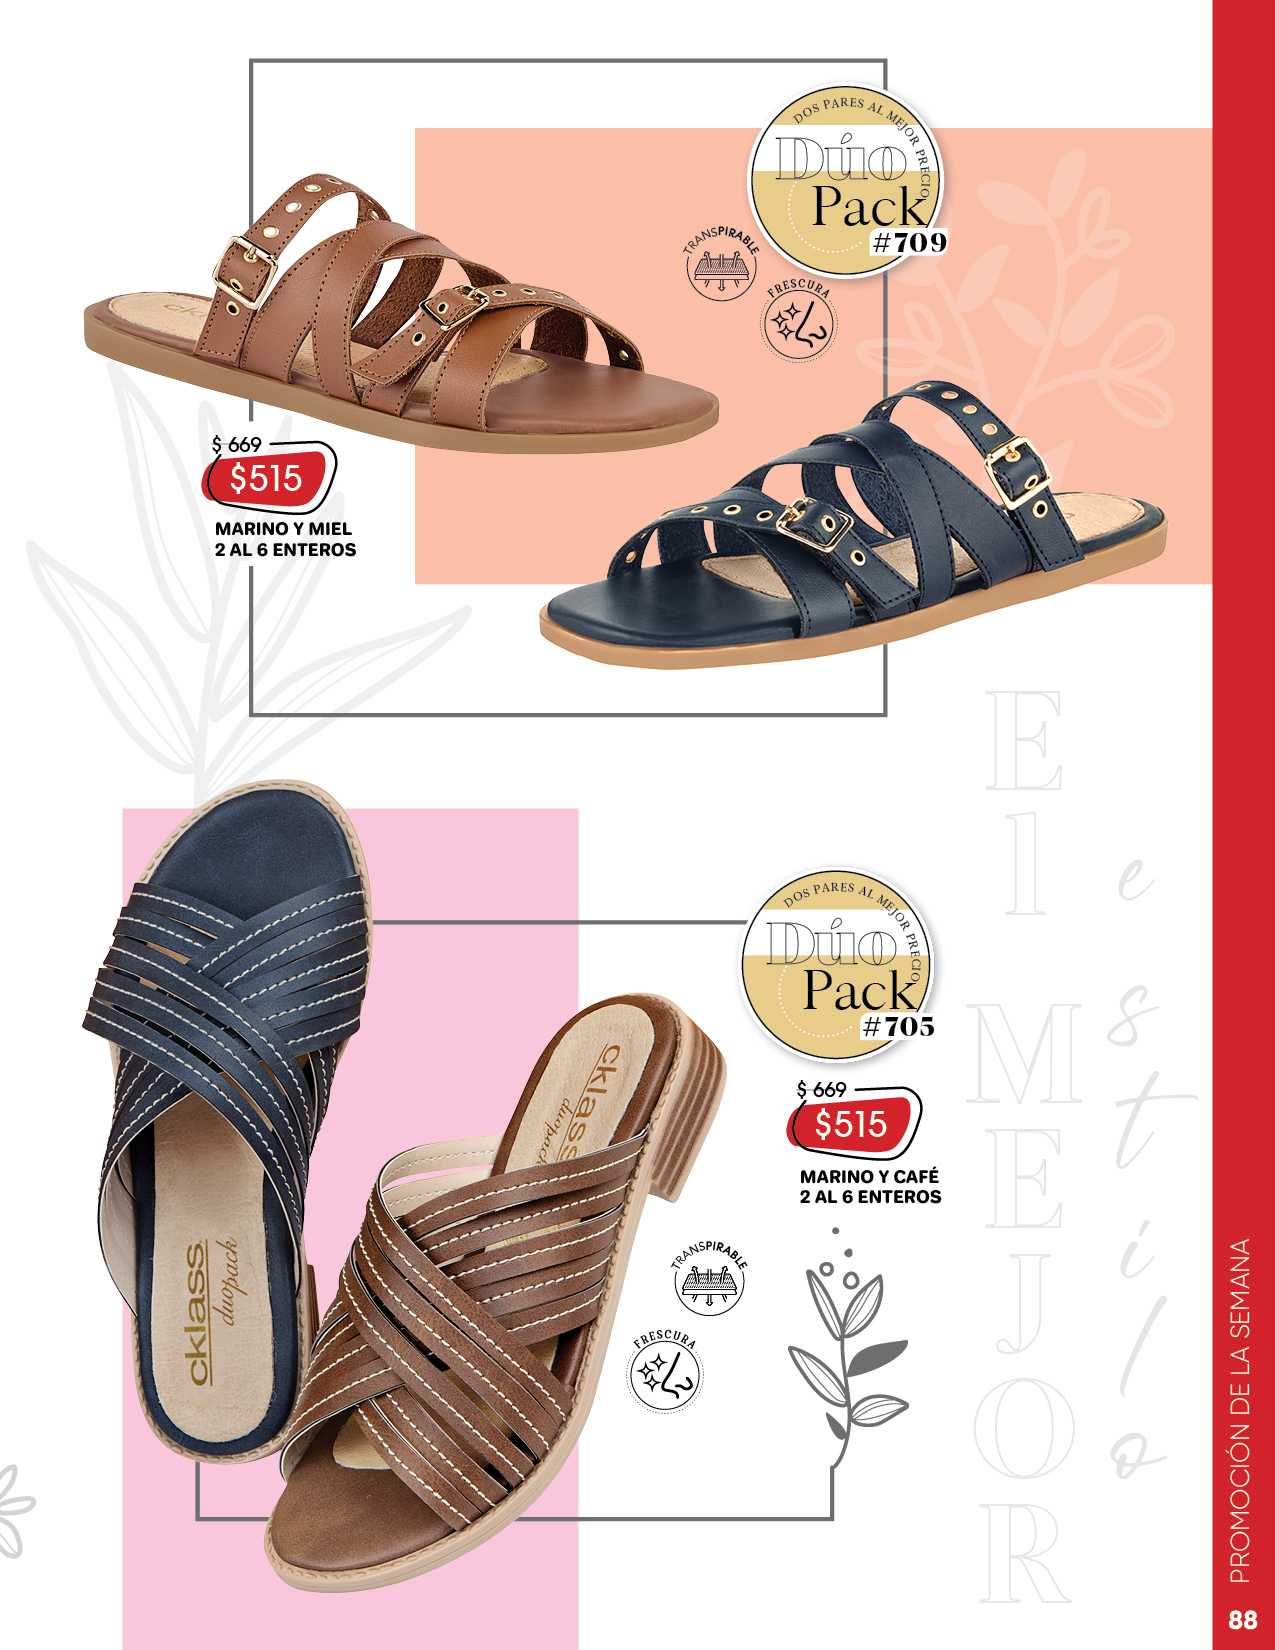 DOS PARES AL MEJOR PRECIO
Dúo
Pack
#709
TRANSPIRABLE
FRESCURA
$ 669
$515
MARINO Y MIEL
2 AL 6 ENTEROS
El MEJOR
estilo
DOS PARES AL MEJOR PRECIO
Dúo
Pack
#705
$ 669
$515
MARINO Y CAFÉ
2 AL 6 ENTEROS
cklass
duopack
cklass
duopack
TRANSPIRABLE
FRESCURA
PROMOCIÓN DE LA SEMANA
88